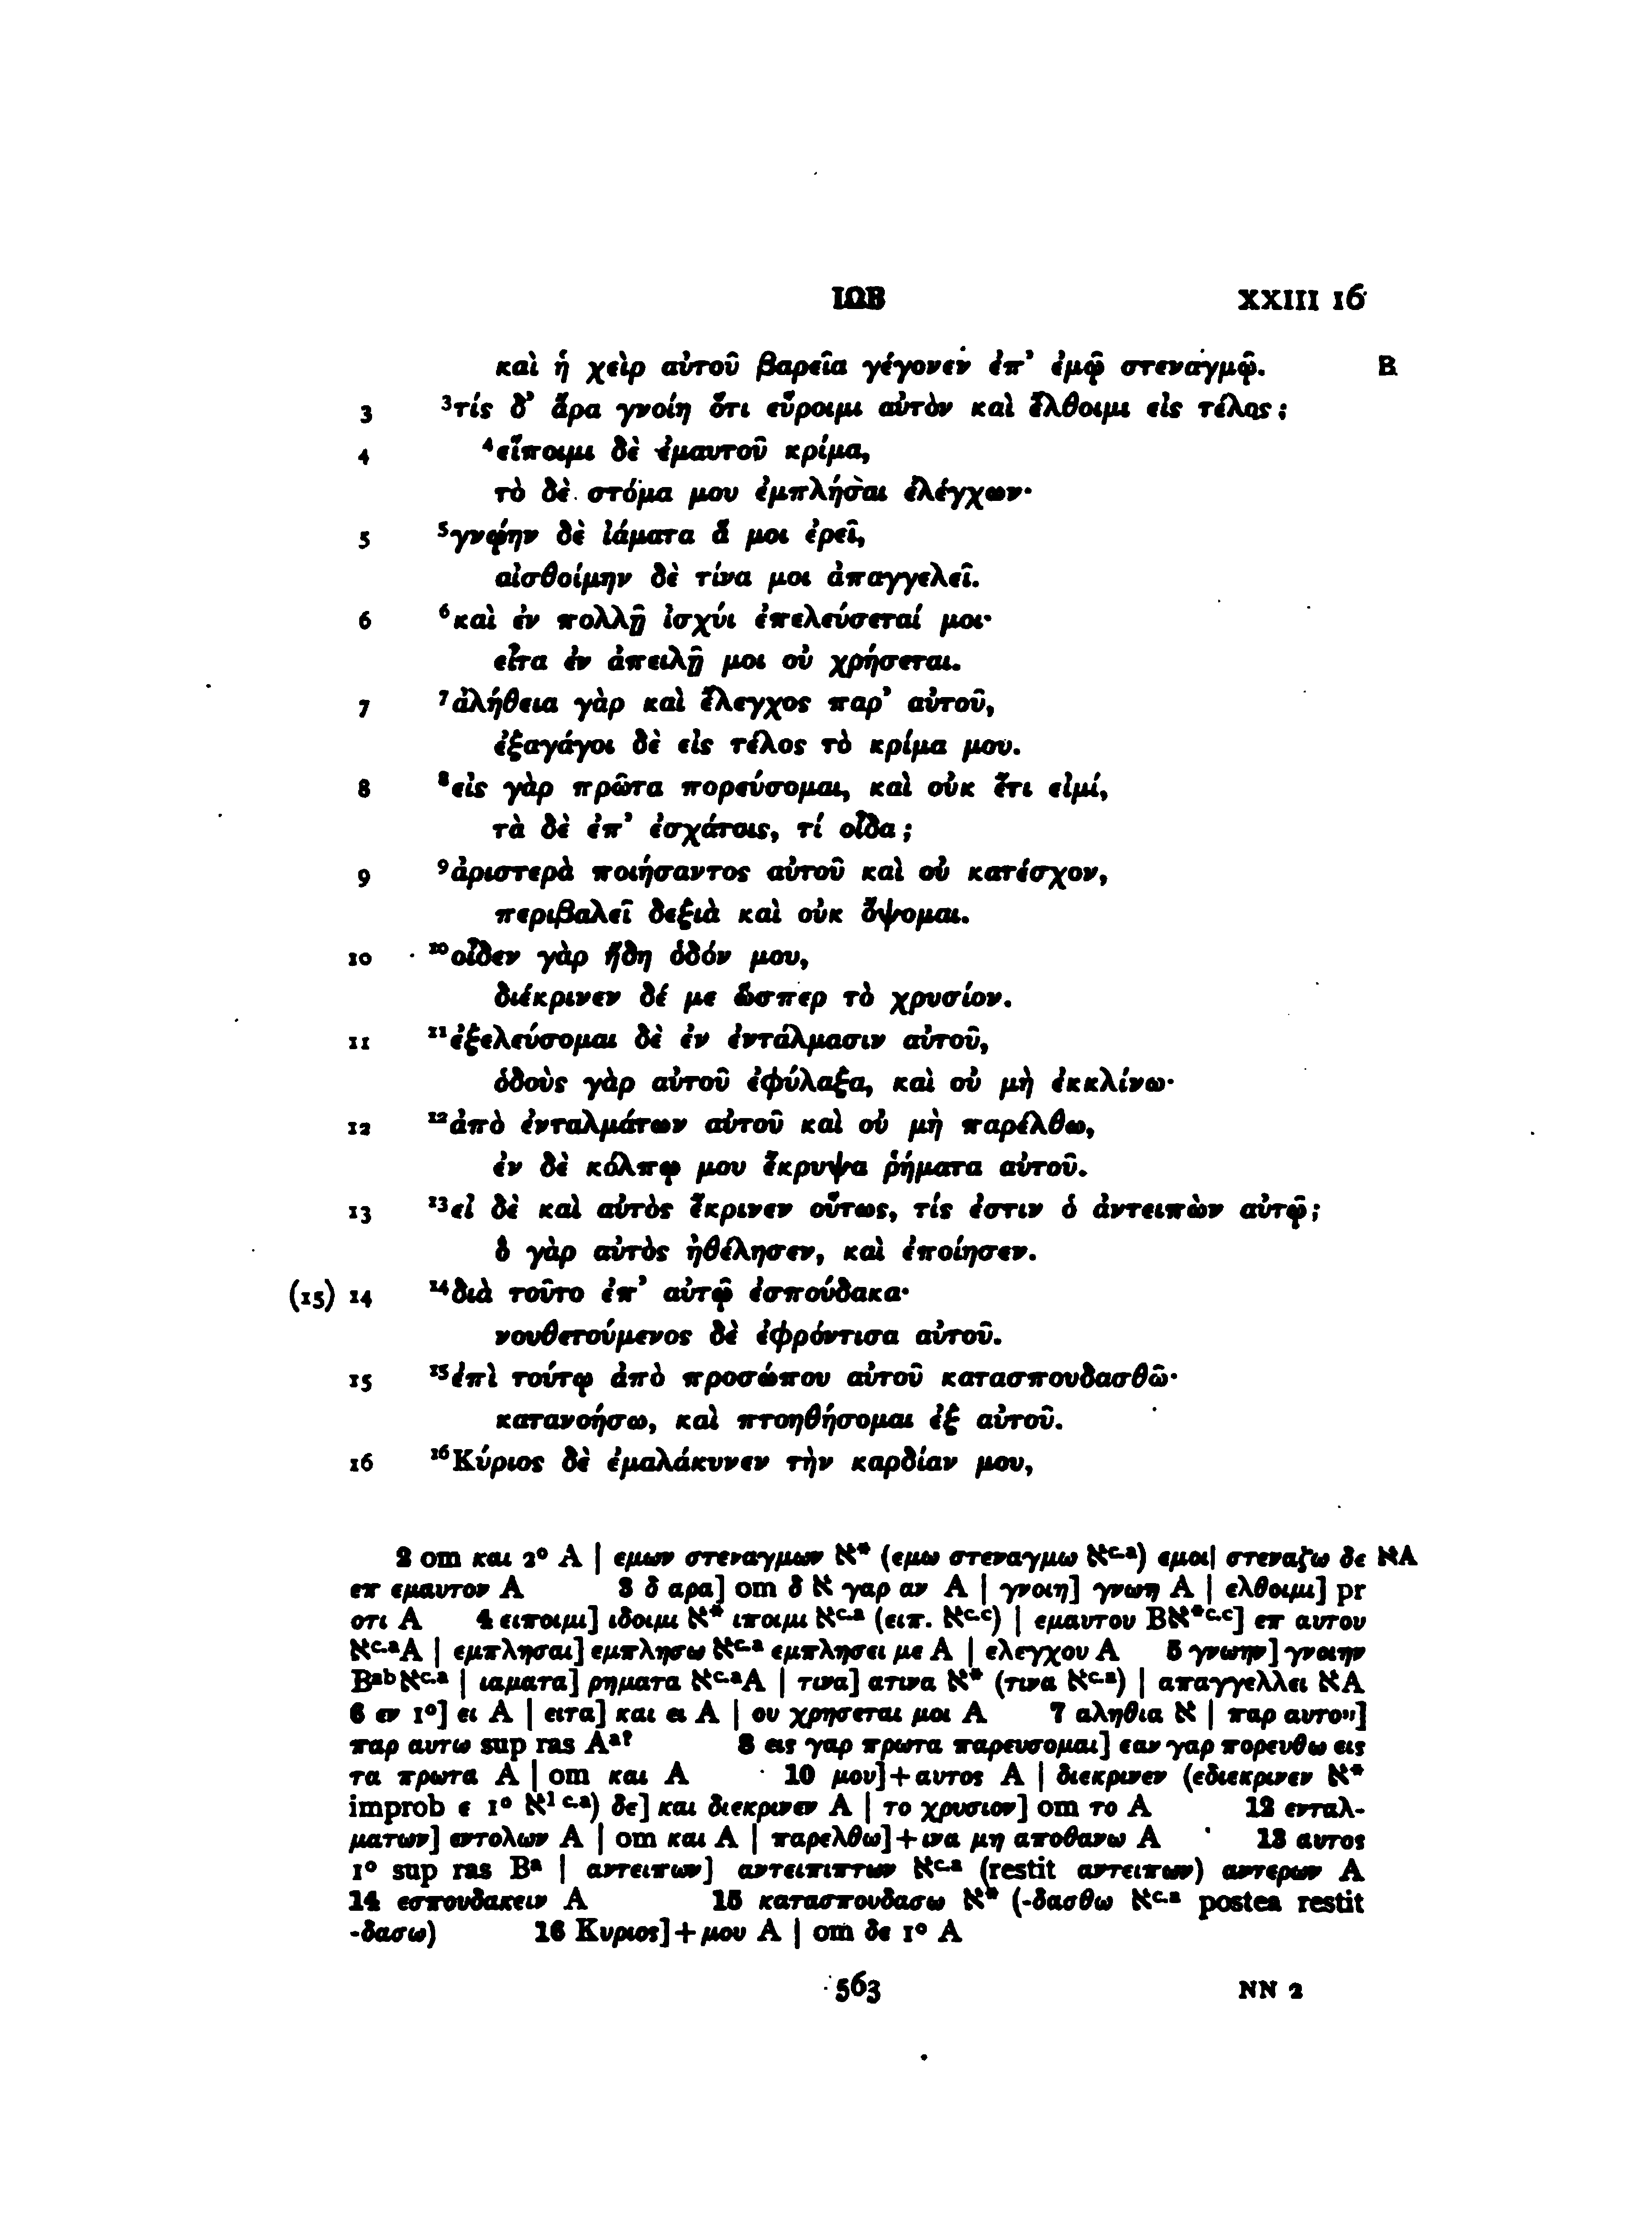 ΙΩΒ XXIII 16
καὶ ἡ χεὶρ αὐτοῦ βαρεῖα γέγονεν ἐπ’ ἐμῷ στεναγμῷ. B
3 ³τίς δ’ ἄρα γνοίη ὅτι εὕροιμι αὐτὸν καὶ ἔλθοιμι εἰς τέλος;
4 ⁴εἴποιμι δὲ ἐμαυτοῦ κρίμα,
τὸ δὲ στόμα μου ἐμπλήσαι ἐλέγχων·
5 ⁵γνῴην δὲ ἰάματα ἅ μοι ἐρεῖ,
αἰσθοίμην δὲ τίνα μοι ἀπαγγελεῖ.
6 ⁶καὶ ἐν πολλῇ ἰσχύι ἐπελεύσεταί μοι·
εἶτα ἐν ἀπειλῇ μοι οὐ χρήσεται.
7 ⁷ἀλήθεια γὰρ καὶ ἔλεγχος παρ’ αὐτοῦ,
ἐξαγάγοι δὲ εἰς τέλος τὸ κρίμα μου.
8 ⁸εἰς γὰρ πρῶτα πορεύσομαι, καὶ οὐκ ἔτι εἰμί,
τὰ δὲ ἐπ’ ἐσχάτοις, τί οἶδα;
9 ⁹ἀριστερὰ ποιήσαντος αὐτοῦ καὶ οὐ κατέσχον,
περιβαλεῖ δεξιὰ καὶ οὐκ ὄψομαι.
10 ¹⁰οἶδεν γὰρ ἤδη ὁδόν μου,
διέκρινεν δέ με ὥσπερ τὸ χρυσίον.
11 ¹¹ἐξελεύσομαι δὲ ἐν ἐντάλμασιν αὐτοῦ,
ὁδοὺς γὰρ αὐτοῦ ἐφύλαξα, καὶ οὐ μὴ ἐκκλίνω·
12 ¹²ἀπὸ ἐνταλμάτων αὐτοῦ καὶ οὐ μὴ παρέλθω,
ἐν δὲ κόλπῳ μου ἔκρυψα ῥήματα αὐτοῦ.
13 ¹³εἰ δὲ καὶ αὐτὸς ἔκρινεν οὕτως, τίς ἐστιν ὁ ἀντειπὼν αὐτῷ;
ὃ γὰρ αὐτὸς ἠθέλησεν, καὶ ἐποίησεν.
(15) 14 ¹⁴διὰ τοῦτο ἐπ’ αὐτῷ ἐσπούδακα·
νουθετούμενος δὲ ἐφρόντισα αὐτοῦ.
15 ¹⁵ἐπὶ τούτῳ ἀπὸ προσώπου αὐτοῦ κατασπουδασθῶ·
κατανοήσω, καὶ πτοηθήσομαι ἐξ αὐτοῦ.
16 ¹⁶Κύριος δὲ ἐμαλάκυνεν τὴν καρδίαν μου,
2 om και 2° A | εμων στεναγμων ℵ* (εμω στεναγμω ℵc.a) εμοι| στεναζω δε ℵA
επ εμαυτον A 3 δ αρα] om δ ℵ γαρ αν A | γνοιη] γνωη A | ελθοιμι] pr
οτι A 4 ειποιμι] ιδοιμι ℵ* ιποιμι ℵc.a (ειπ. ℵc.c) | εμαυτου Bℵ*c.c] επ αυτου
ℵc.aA | εμπλησαι] εμπλησω ℵc.a εμπλησει με A | ελεγχου A 5 γνωην] γνοιην
Babℵc.a | ιαματα] ρηματα ℵc.aA | τινα] ατινα ℵ* (τινα ℵc.a) | απαγγελλει ℵA
6 εν 1°] ει A | ειτα] και ει A | ου χρησεται μοι A 7 αληθια ℵ | παρ αυτου]
παρ αυτω sup ras Aa? 8 εις γαρ πρωτα παρευσομαι] εαν γαρ πορευθω εις
τα πρωτα A | om και A 10 μου]+αυτος A | διεκρινεν (εδιεκρινεν ℵ*
improb ε 1° ℵ1 c.a) δε] και διεκρινεν A | το χρυσιον] om το A 12 ενταλ-
ματων] εντολων A | om και A | παρελθω]+ινα μη αποθανω A 13 αυτος
1° sup ras Ba | αντειπων] αντειπιπτων ℵc.a (restit αντειπων) αντερων A
14 εσπουδακειν A 15 κατασπουδασω ℵ* (-δασθω ℵc.a postea restit
-δασω) 16 Κυριος]+μου A | om δε 1° A
563 NN 2